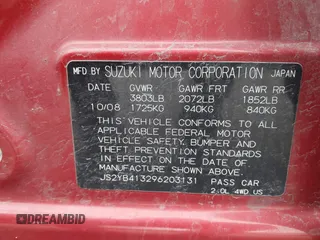 MFD BY SUZUKI MOTOR CORPORATION JAPAN
DATE GVWR GAWR FRT GAWR RR
3803LB 2072LB 1852LB
10/08 1725KG 940KG 840KG
THIS VEHICLE CONFORMS TO ALL
APPLICABLE FEDERAL MOTOR
VEHICLE SAFETY, BUMPER, AND
THEFT PREVENTION STANDARDS
IN EFFECT ON THE DATE OF
MANUFACTURE SHOWN ABOVE.
JS2YB413296203131 PASS CAR
2.0L 4WD US
DREAMBID